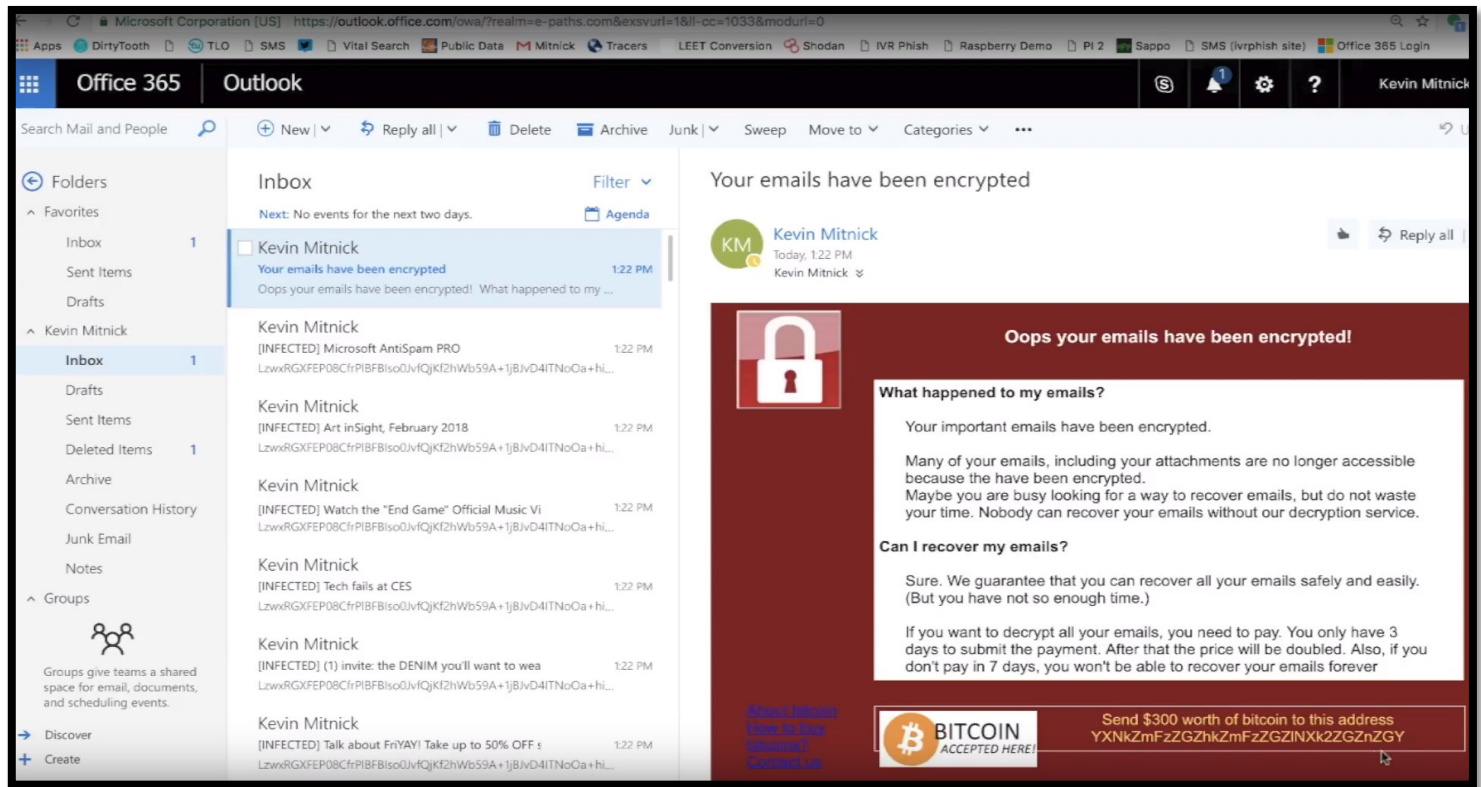 Microsoft Corporation [US] https://outlook.office.com/owa/?realm=e-paths.com&exsvurl=1&ll-cc=1033&modurl=0
Apps DirtyTooth TLO SMS Vital Search Public Data Mitnick Tracers LEET Conversion Shodan IVR Phish Raspberry Demo PI 2 Sappo SMS (ivrphish site) Office 365 Login
Office 365 Outlook 1 Kevin Mitnick
Search Mail and People New Reply all Delete Archive Junk Sweep Move to Categories
Folders
Favorites
Inbox 1
Sent Items
Drafts
Kevin Mitnick
Inbox 1
Drafts
Sent Items
Deleted Items 1
Archive
Conversation History
Junk Email
Notes
Groups
Groups give teams a shared
space for email, documents,
and scheduling events.
Discover
Create
Inbox Filter
Next: No events for the next two days. Agenda
Kevin Mitnick
Your emails have been encrypted 1:22 PM
Oops your emails have been encrypted! What happened to my ...
Kevin Mitnick
[INFECTED] Microsoft AntiSpam PRO 1:22 PM
Kevin Mitnick
[INFECTED] Art inSight, February 2018 1:22 PM
Kevin Mitnick
[INFECTED] Watch the "End Game" Official Music Vi 1:22 PM
Kevin Mitnick
[INFECTED] Tech fails at CES 1:22 PM
Kevin Mitnick
[INFECTED] (1) invite: the DENIM you'll want to wea 1:22 PM
Kevin Mitnick
[INFECTED] Talk about FriYAY! Take up to 50% OFF s 1:22 PM
Your emails have been encrypted
KM
Kevin Mitnick
Today, 1:22 PM
Kevin Mitnick
Reply all
Oops your emails have been encrypted!
What happened to my emails?
Your important emails have been encrypted.
Many of your emails, including your attachments are no longer accessible
because the have been encrypted.
Maybe you are busy looking for a way to recover emails, but do not waste
your time. Nobody can recover your emails without our decryption service.
Can I recover my emails?
Sure. We guarantee that you can recover all your emails safely and easily.
(But you have not so enough time.)
If you want to decrypt all your emails, you need to pay. You only have 3
days to submit the payment. After that the price will be doubled. Also, if you
don't pay in 7 days, you won't be able to recover your emails forever
About bitcoin
How to buy
bitcoins?
Contact us
BITCOIN
ACCEPTED HERE!
Send $300 worth of bitcoin to this address
YXNkZmFzZGZhkZmFzZGZlNXk2ZGZnZGY